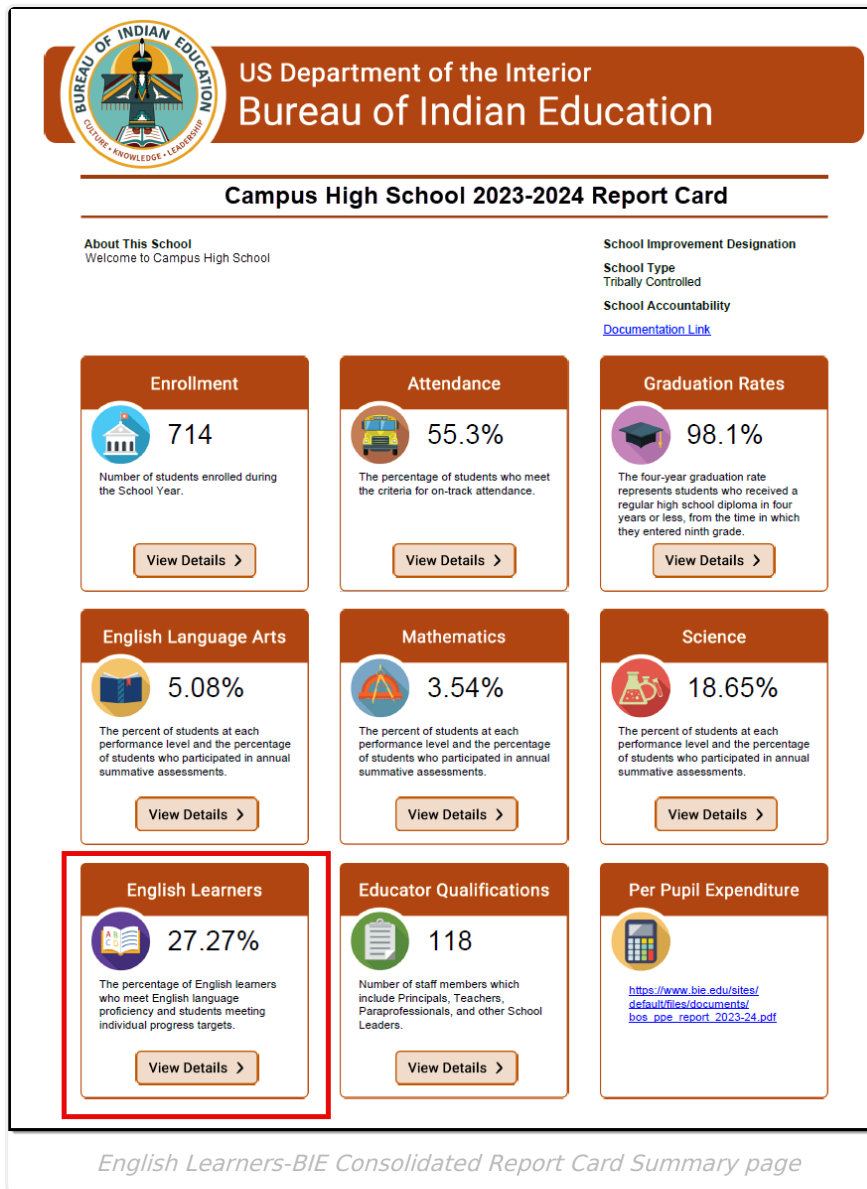 BUREAU OF INDIAN EDUCATION
CULTURE • KNOWLEDGE • LEADERSHIP
US Department of the Interior
Bureau of Indian Education
Campus High School 2023-2024 Report Card
About This School
Welcome to Campus High School
School Improvement Designation
School Type
Tribally Controlled
School Accountability
Documentation Link
Enrollment
714
Number of students enrolled during
the School Year.
View Details >
Attendance
55.3%
The percentage of students who meet
the criteria for on-track attendance.
View Details >
Graduation Rates
98.1%
The four-year graduation rate
represents students who received a
regular high school diploma in four
years or less, from the time in which
they entered ninth grade.
View Details >
English Language Arts
5.08%
The percent of students at each
performance level and the percentage
of students who participated in annual
summative assessments.
View Details >
Mathematics
3.54%
The percent of students at each
performance level and the percentage
of students who participated in annual
summative assessments.
View Details >
Science
18.65%
The percent of students at each
performance level and the percentage
of students who participated in annual
summative assessments.
View Details >
English Learners
A B
C D
27.27%
The percentage of English learners
who meet English language
proficiency and students meeting
individual progress targets.
View Details >
Educator Qualifications
118
Number of staff members which
include Principals, Teachers,
Paraprofessionals, and other School
Leaders.
View Details >
Per Pupil Expenditure
https://www.bie.edu/sites/
default/files/documents/
bos_ppe_report_2023-24.pdf
English Learners-BIE Consolidated Report Card Summary page